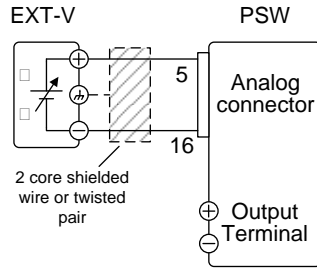 EXT-V
PSW
5
Analog
connector
16
2 core shielded
wire or twisted
pair
Output
Terminal